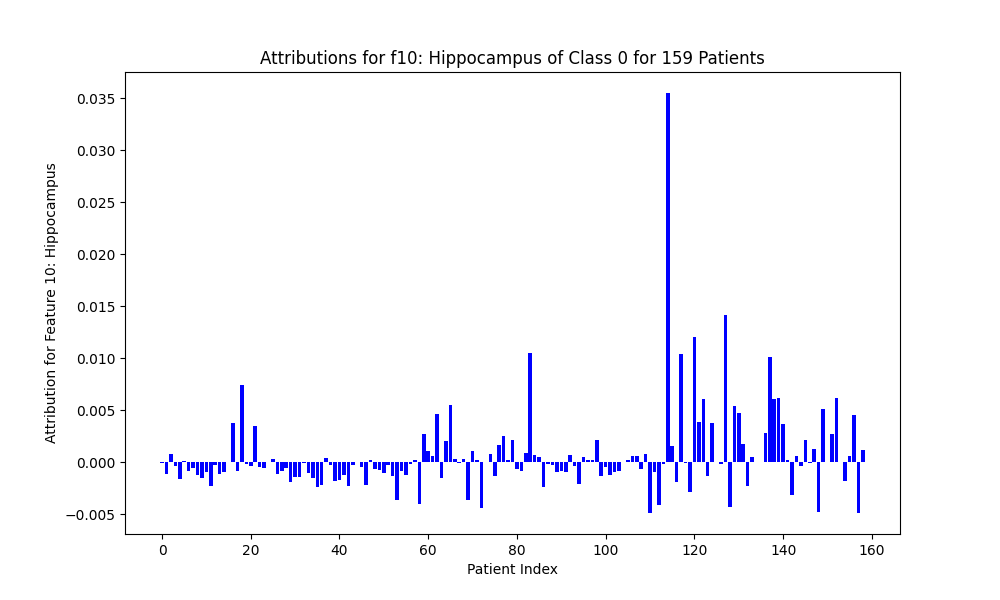 Attributions for f10: Hippocampus of Class 0 for 159 Patients
Attribution for Feature 10: Hippocampus
0.035
0.030
0.025
0.020
0.015
0.010
0.005
0.000
−0.005
0 20 40 60 80 100 120 140 160
Patient Index